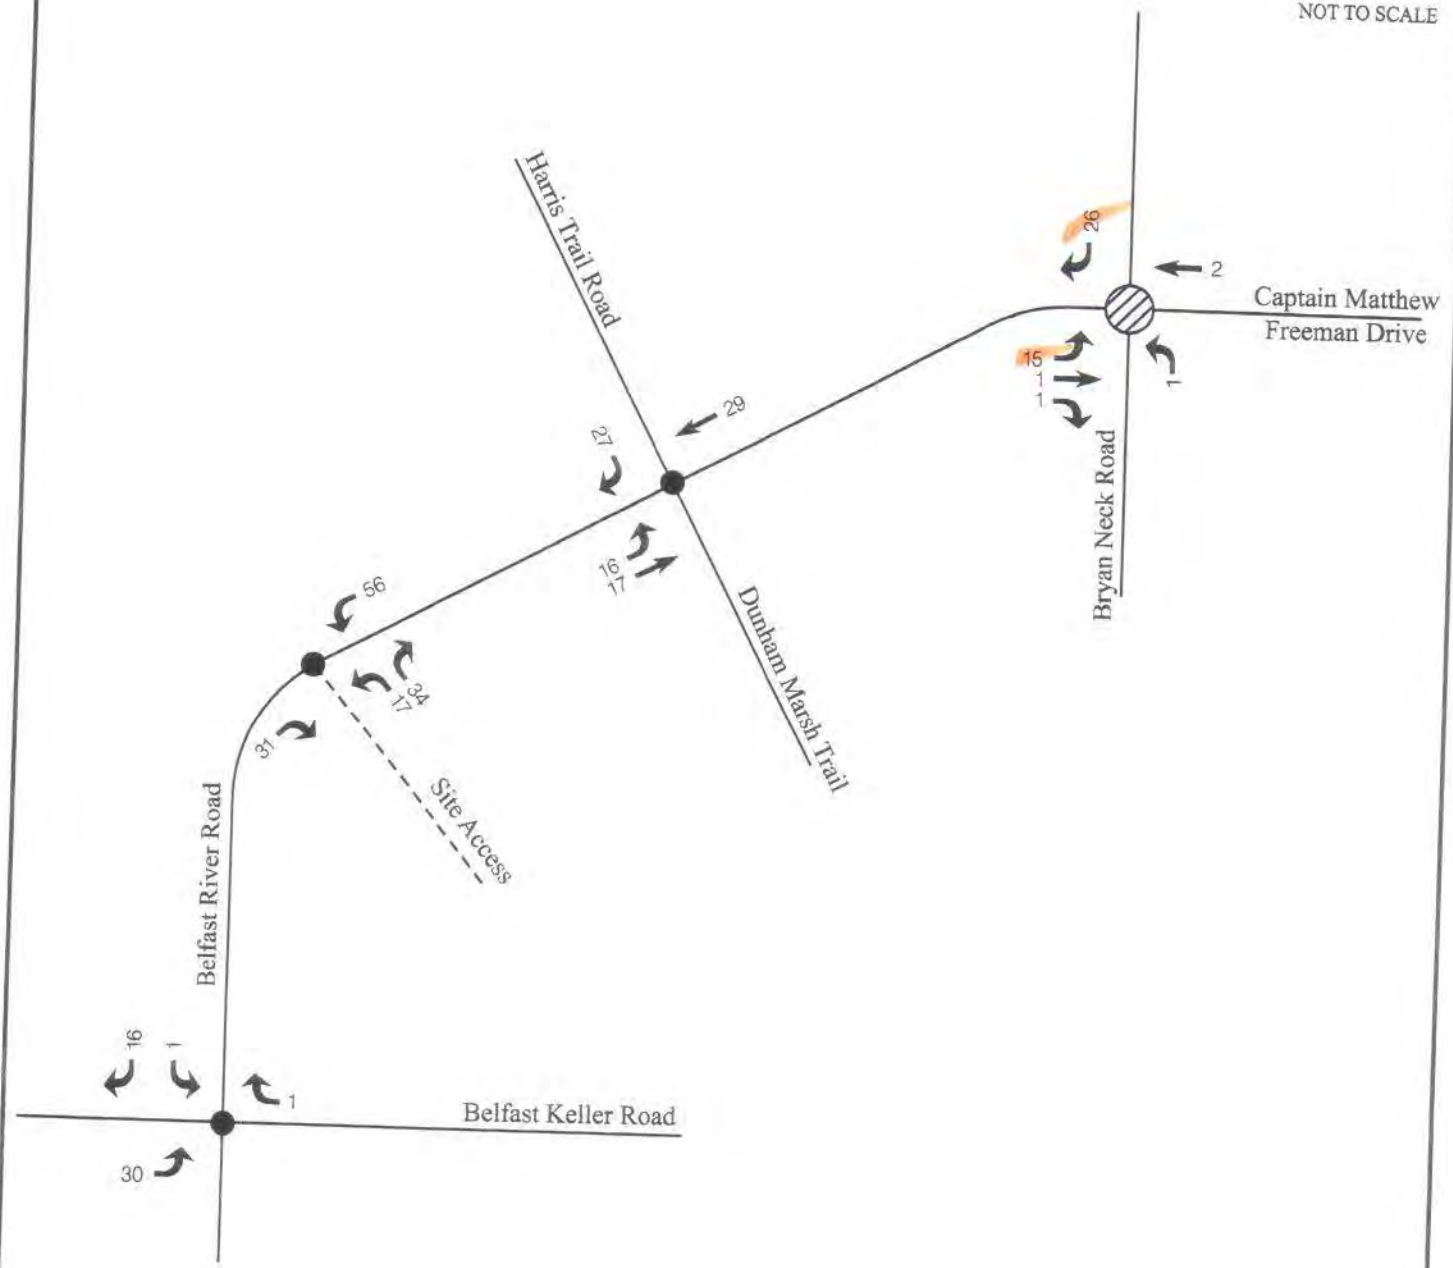 NOT TO SCALE
Harris Trail Road
26
2
Captain Matthew
Freeman Drive
15
1
1
1
29
27
Bryan Neck Road
16
17
56
Dunham Marsh Trail
34
17
31
Site Access
Belfast River Road
16
1
1
Belfast Keller Road
30